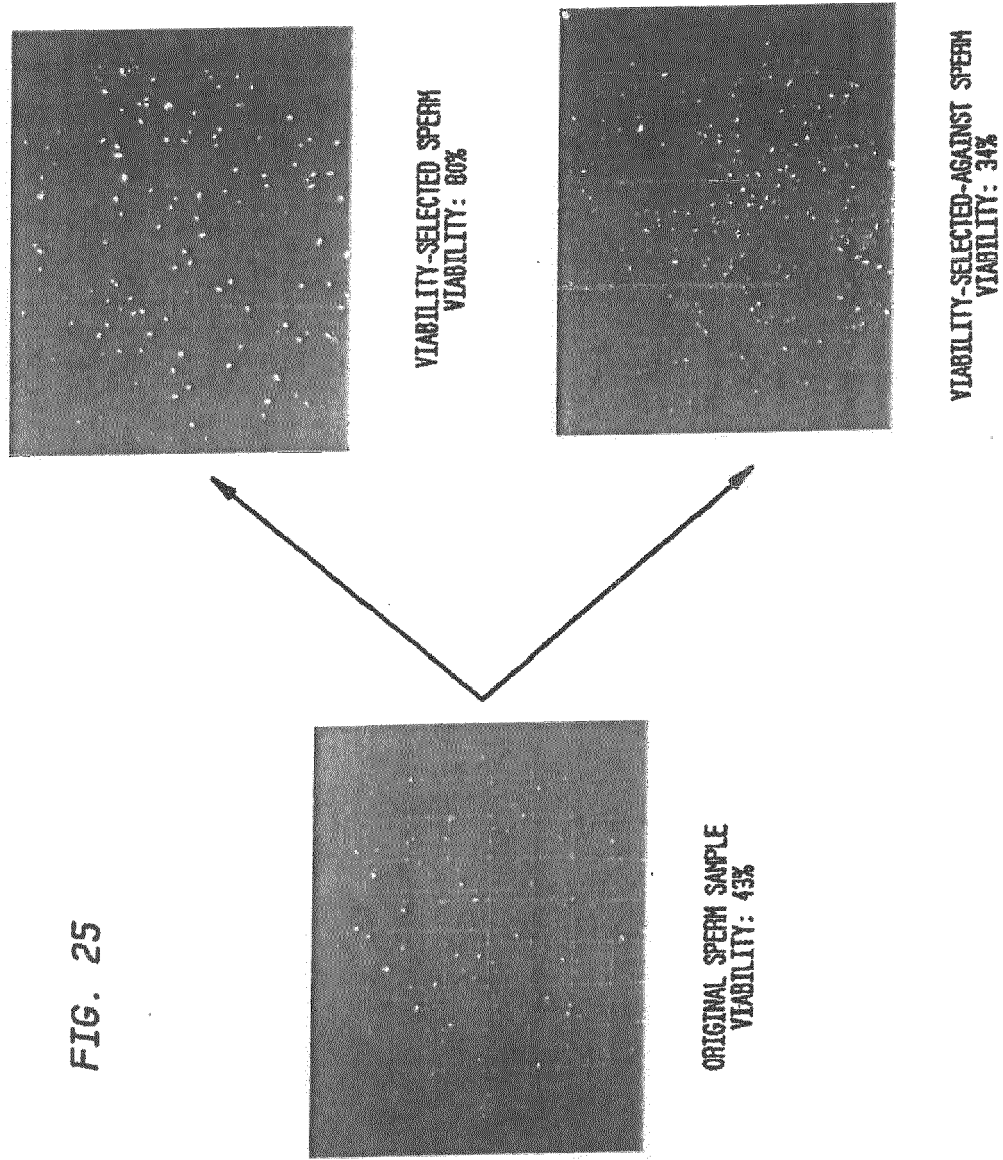 FIG. 25
ORIGINAL SPERM SAMPLE
VIABILITY: 43%
VIABILITY-SELECTED SPERM
VIABILITY: 80%
VIABILITY-SELECTED-AGAINST SPERM
VIABILITY: 34%